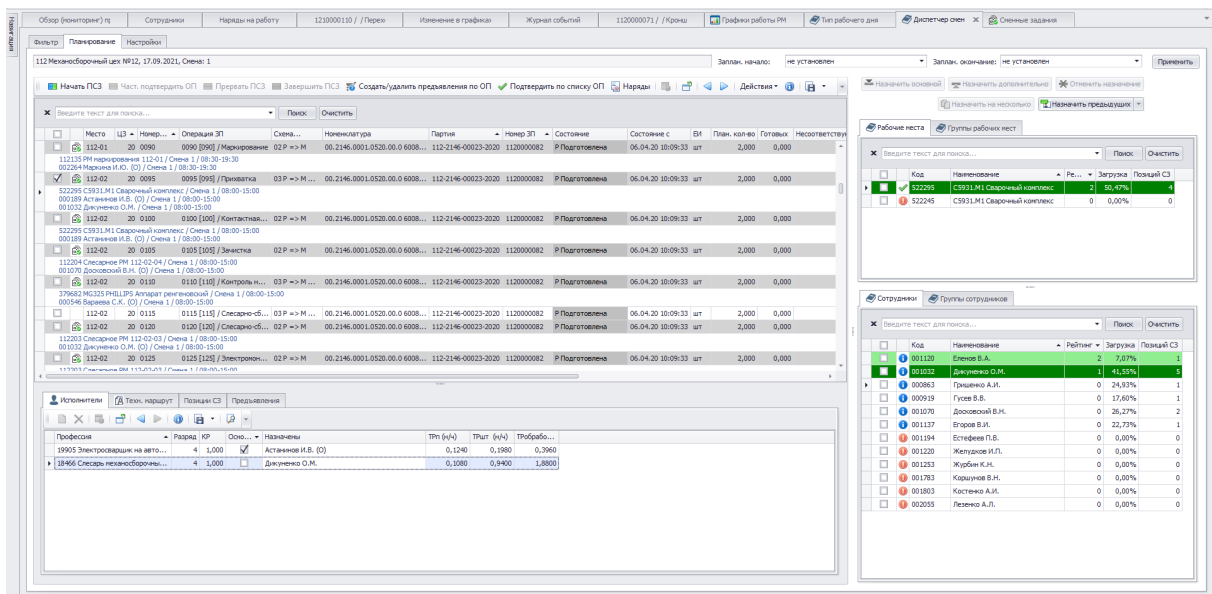 Навигация
Обзор (мониторинг) пр Сотрудники Наряды на работу 1210000110 / /Перех Изменение в графиках Журнал событий 1120000071 / /Кронш Графики работы РМ Тип рабочего дня Диспетчер смен Сменные задания
Фильтр Планирование Настройки
112 Механосборочный цех №12, 17.09.2021, Смена: 1 Заплан. начало: не установлен Заплан. окончание: не установлен Применить
Начать ПСЗ Част. подтвердить ОП Прервать ПСЗ Завершить ПСЗ Создать/удалить предъявления по ОП Подтвердить по списку ОП Наряды Действия
Назначить основной Назначить дополнительно Отменить назначение
Назначить на несколько Назначить предыдущих
Введите текст для поиска... Поиск Очистить
Место ЦЗ Номер... Операция ЗП Схема... Номенклатура Партия Номер ЗП Состояние Состояние с ЕИ План. кол-во Готовых Несоответствую
112-01 20 0090 0090 [090] / Маркирование 02 Р => М 00.2146.0001.0520.00.0 6008... 112-2146-00023-2020 1120000082 Р Подготовлена 06.04.20 10:09:33 шт 2,000 0,000
112135 РМ маркирования 112-01 / Смена 1 / 08:30-19:30
002264 Маркина И.Ю. (О) / Смена 1 / 08:30-19:30
112-02 20 0095 0095 [095] / Прихватка 03 Р => М ... 00.2146.0001.0520.00.0 6008... 112-2146-00023-2020 1120000082 Р Подготовлена 06.04.20 10:09:33 шт 2,000 0,000
522295 С5931.М1 Сварочный комплекс / Смена 1 / 08:00-15:00
000189 Астанинов И.В. (О) / Смена 1 / 08:00-15:00
001032 Дикуненко О.М. / Смена 1 / 08:00-15:00
112-02 20 0100 0100 [100] / Контактная... 02 Р => М 00.2146.0001.0520.00.0 6008... 112-2146-00023-2020 1120000082 Р Подготовлена 06.04.20 10:09:33 шт 2,000 0,000
522295 С5931.М1 Сварочный комплекс / Смена 1 / 08:00-15:00
000189 Астанинов И.В. (О) / Смена 1 / 08:00-15:00
112-02 20 0105 0105 [105] / Зачистка 02 Р => М 00.2146.0001.0520.00.0 6008... 112-2146-00023-2020 1120000082 Р Подготовлена 06.04.20 10:09:33 шт 2,000 0,000
112204 Слесарное РМ 112-02-04 / Смена 1 / 08:00-15:00
001070 Досковский В.Н. (О) / Смена 1 / 08:00-15:00
112-02 20 0110 0110 [110] / Контроль н... 03 Р => М ... 00.2146.0001.0520.00.0 6008... 112-2146-00023-2020 1120000082 Р Подготовлена 06.04.20 10:09:33 шт 2,000 0,000
379682 MG325 PHILLIPS Аппарат ренгеновский / Смена 1 / 08:00-15:00
000546 Вараева С.К. (О) / Смена 1 / 08:00-15:00
112-02 20 0115 0115 [115] / Слесарно-сб... 03 Р => М ... 00.2146.0001.0520.00.0 6008... 112-2146-00023-2020 1120000082 Р Подготовлена 06.04.20 10:09:33 шт 2,000 0,000
112-02 20 0120 0120 [120] / Слесарно-сб... 02 Р => М 00.2146.0001.0520.00.0 6008... 112-2146-00023-2020 1120000082 Р Подготовлена 06.04.20 10:09:33 шт 2,000 0,000
112203 Слесарное РМ 112-02-03 / Смена 1 / 08:00-15:00
001032 Дикуненко О.М. (О) / Смена 1 / 08:00-15:00
112-02 20 0125 0125 [125] / Электромон... 02 Р => М 00.2146.0001.0520.00.0 6008... 112-2146-00023-2020 1120000082 Р Подготовлена 06.04.20 10:09:33 шт 2,000 0,000
Исполнители Техн. маршрут Позиции СЗ Предъявления
Профессия Разряд КР Осно... Назначены ТРп (н/ч) ТРшт (н/ч) ТРобрабо...
19905 Электросварщик на авто... 4 1,000 Астанинов И.В. (О) 0,1240 0,1980 0,3960
18466 Слесарь механосборочны... 4 1,000 Дикуненко О.М. 0,1080 0,9400 1,8800
Рабочие места Группы рабочих мест
Введите текст для поиска... Поиск Очистить
Код Наименование Ре... Загрузка Позиций СЗ
522295 С5931.М1 Сварочный комплекс 2 50,47% 4
522245 С5931.М1 Сварочный комплекс 0 0,00% 0
Сотрудники Группы сотрудников
Введите текст для поиска... Поиск Очистить
Код Наименование Рейтинг Загрузка Позиций СЗ
001120 Еленов В.А. 2 7,07% 1
001032 Дикуненко О.М. 1 41,55% 5
000863 Гришенко А.И. 0 24,93% 1
000919 Гусев В.В. 0 17,60% 1
001070 Досковский В.Н. 0 26,27% 2
001137 Егоров В.И. 0 22,73% 1
001194 Естефеев П.В. 0 0,00% 0
001220 Желудков И.П. 0 0,00% 0
001253 Журбин К.Н. 0 0,00% 0
001783 Коршунов В.Н. 0 0,00% 0
001803 Костенко А.И. 0 0,00% 0
002055 Лезенко А.Л. 0 0,00% 0